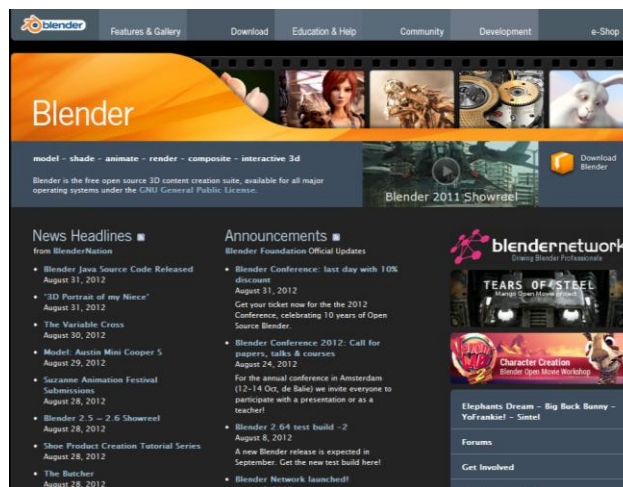 blender
Features & Gallery
Download
Education & Help
Community
Development
e-Shop
Blender
model - shade - animate - render - composite - interactive 3d
Blender is the free open source 3D content creation suite, available for all major
operating systems under the GNU General Public License.
Blender 2011 Showreel
Download
Blender
News Headlines
from BlenderNation
• Blender Java Source Code Released
August 31, 2012
• "3D Portrait of my Niece"
August 31, 2012
• The Variable Cross
August 30, 2012
• Model: Austin Mini Cooper S
August 29, 2012
• Suzanne Animation Festival
Submissions
August 28, 2012
• Blender 2.5 - 2.6 Showreel
August 28, 2012
• Shoe Product Creation Tutorial Series
August 28, 2012
• The Butcher
August 28, 2012
Announcements
Blender Foundation Official Updates
• Blender Conference: last day with 10%
discount
August 31, 2012
Get your ticket now for the the 2012
Conference, celebrating 10 years of Open
Source Blender.
• Blender Conference 2012: Call for
papers, talks & courses
August 24, 2012
For the annual conference in Amsterdam
(12-14 Oct, de Balie) we invite everyone to
participate with a presentation or as a
teacher!
• Blender 2.64 test build -2
August 8, 2012
A new Blender release is expected in
September. Get the new test build here!
• Blender Network launched!
blendernetwork
Driving Blender Professionals
TEARS OF STEEL
Mango Open Movie project
Character Creation
Blender Open Movie Workshop
Elephants Dream - Big Buck Bunny -
YoFrankie! - Sintel
Forums
Get Involved